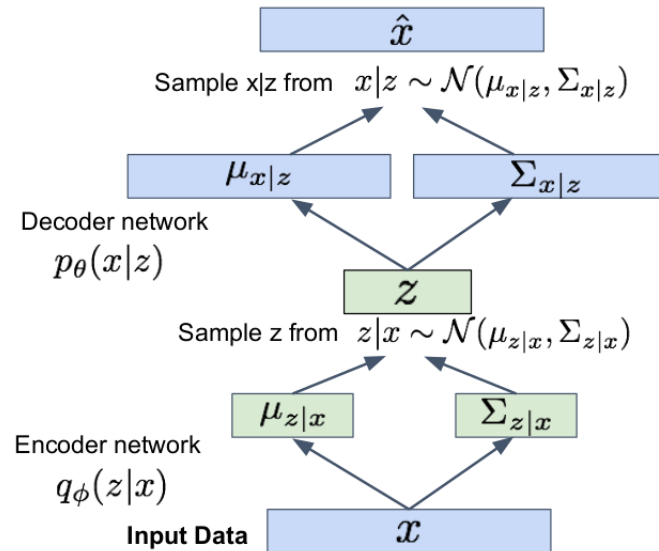 x̂
Sample x|z from x|z ∼ 𝒩(μ_{x|z}, Σ_{x|z})
μ_{x|z} Σ_{x|z}
Decoder network
p_θ(x|z)
z
Sample z from z|x ∼ 𝒩(μ_{z|x}, Σ_{z|x})
μ_{z|x} Σ_{z|x}
Encoder network
q_ϕ(z|x)
Input Data x